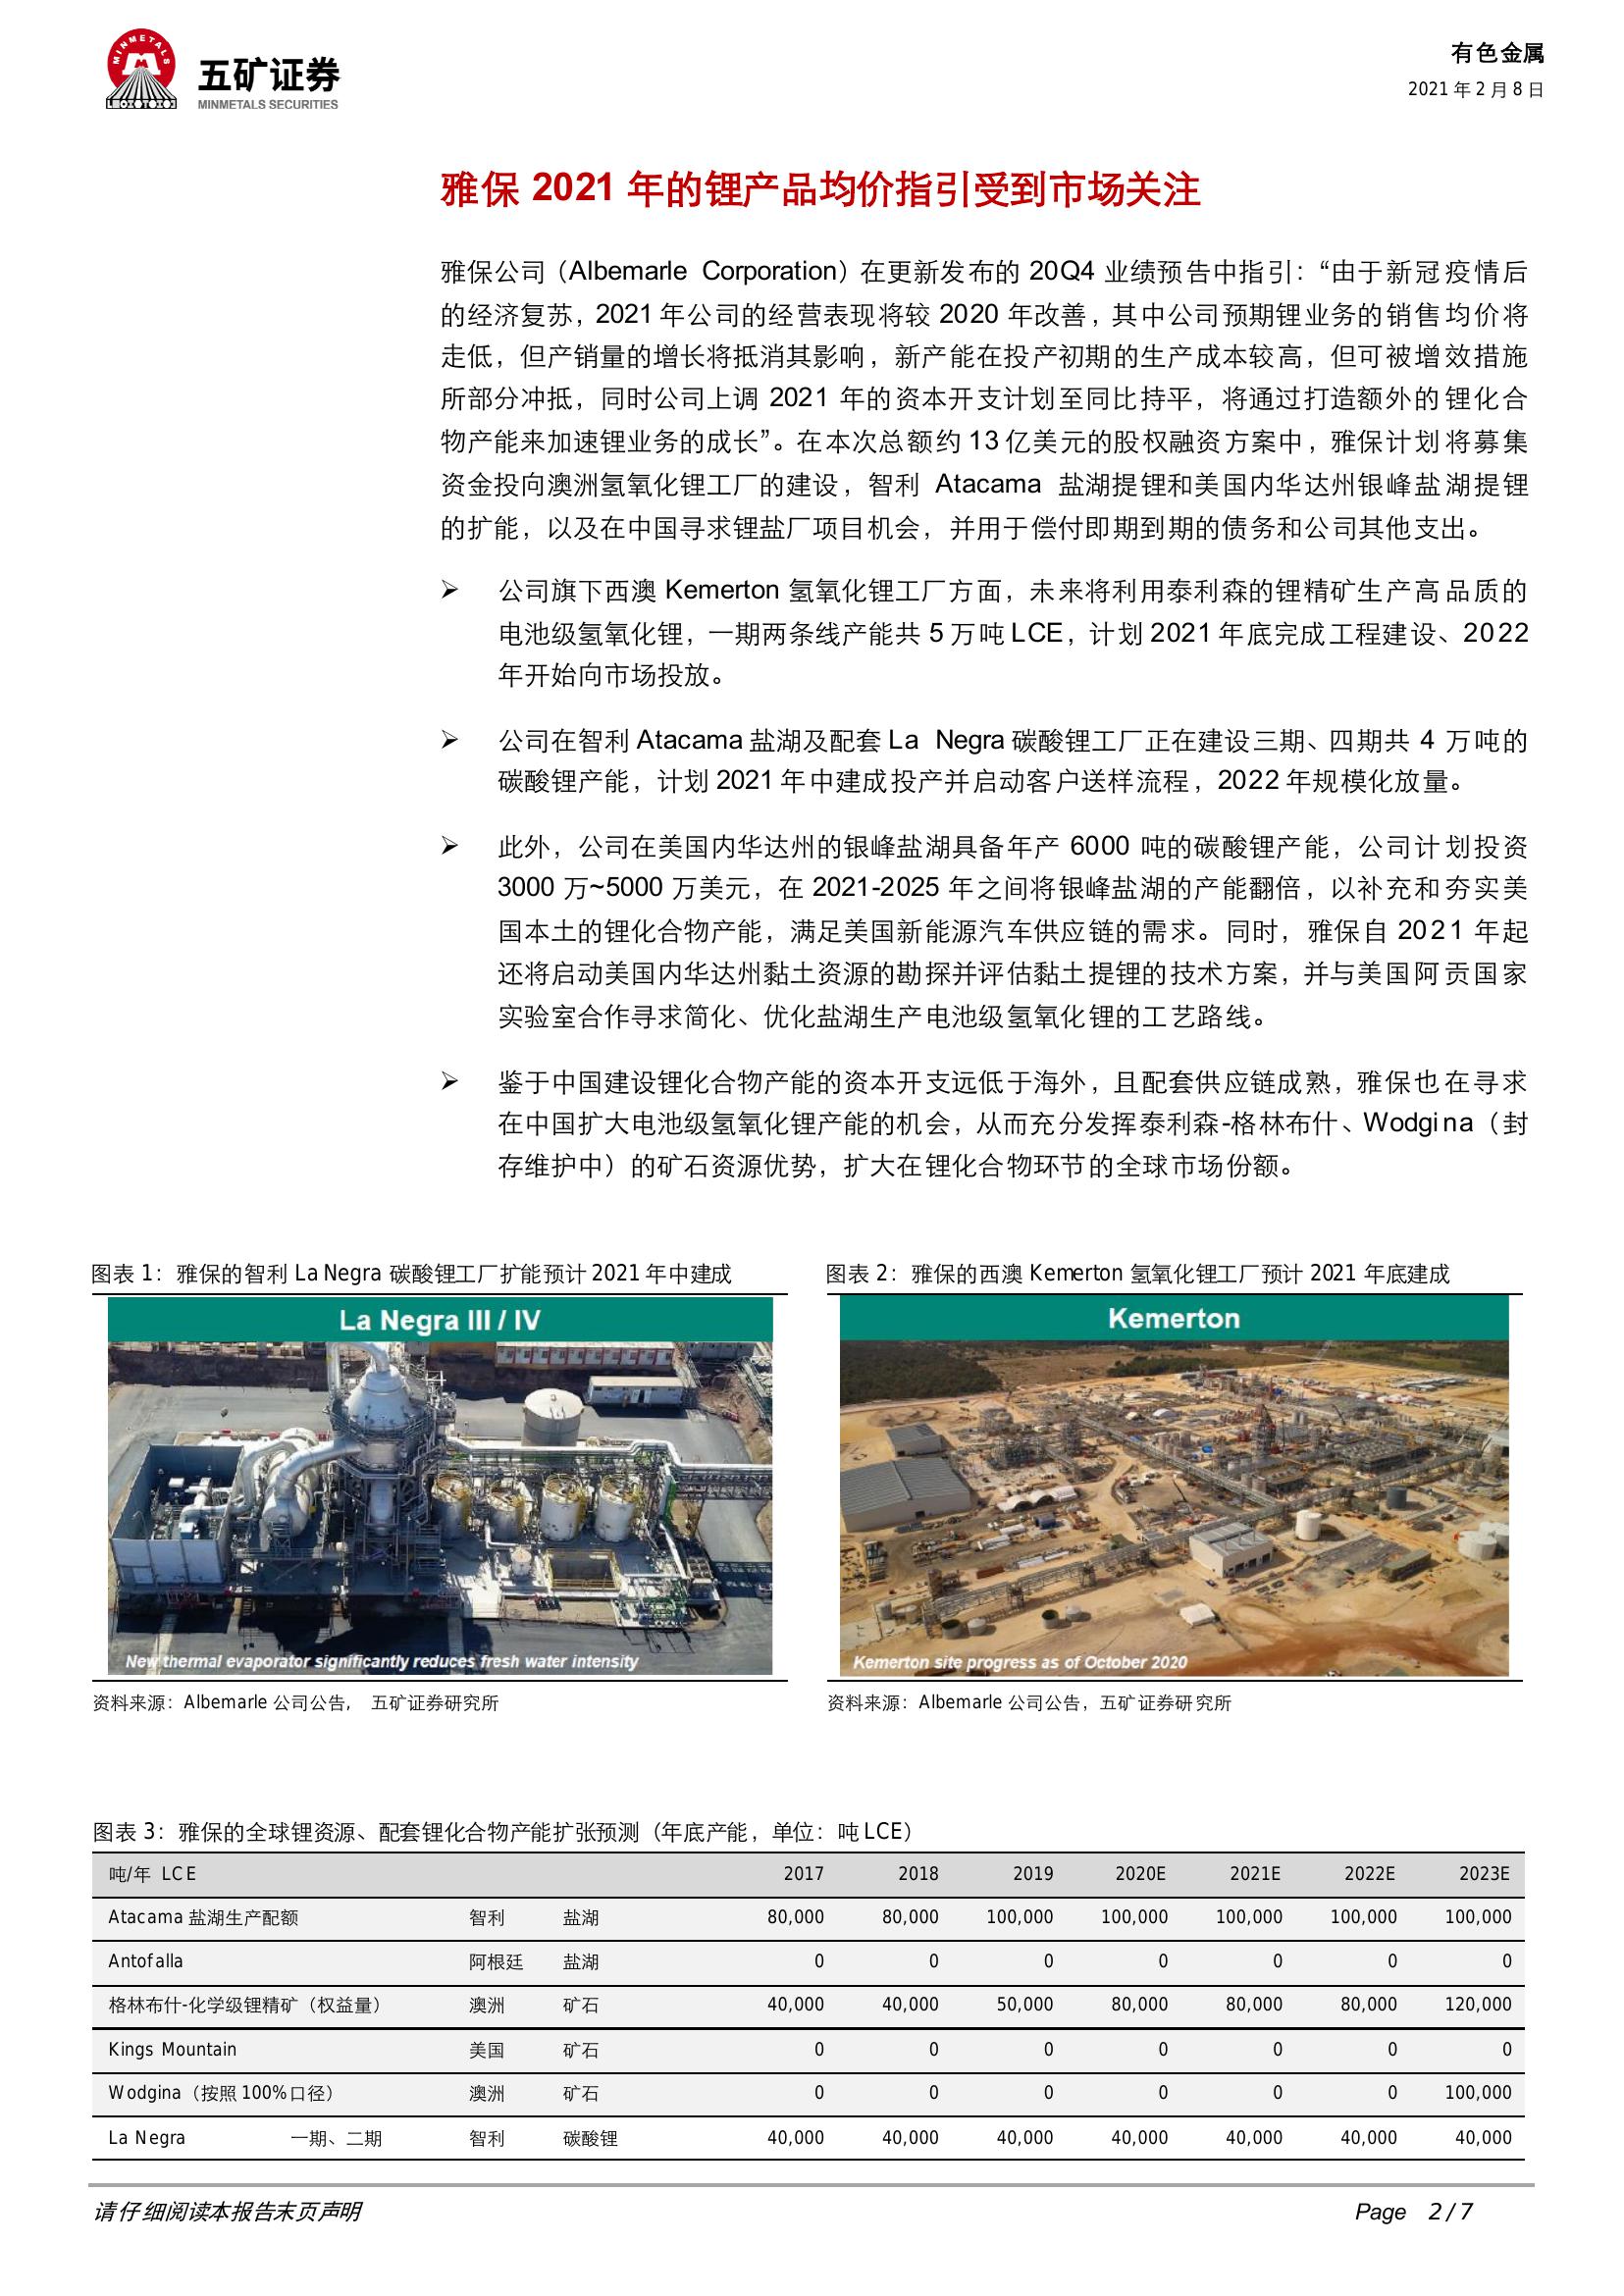 MINMETALS
五矿证券
MINMETALS SECURITIES
有色金属
2021 年 2 月 8 日
雅保 2021 年的锂产品均价指引受到市场关注
雅保公司（Albemarle Corporation）在更新发布的 20Q4 业绩预告中指引：“由于新冠疫情后
的经济复苏，2021 年公司的经营表现将较 2020 年改善，其中公司预期锂业务的销售均价将
走低，但产销量的增长将抵消其影响，新产能在投产初期的生产成本较高，但可被增效措施
所部分冲抵，同时公司上调 2021 年的资本开支计划至同比持平，将通过打造额外的锂化合
物产能来加速锂业务的成长”。在本次总额约 13 亿美元的股权融资方案中，雅保计划将募集
资金投向澳洲氢氧化锂工厂的建设，智利 Atacama 盐湖提锂和美国内华达州银峰盐湖提锂
的扩能，以及在中国寻求锂盐厂项目机会，并用于偿付即期到期的债务和公司其他支出。
➢ 公司旗下西澳 Kemerton 氢氧化锂工厂方面，未来将利用泰利森的锂精矿生产高品质的
电池级氢氧化锂，一期两条线产能共 5 万吨 LCE，计划 2021 年底完成工程建设、2022
年开始向市场投放。
➢ 公司在智利 Atacama 盐湖及配套 La Negra 碳酸锂工厂正在建设三期、四期共 4 万吨的
碳酸锂产能，计划 2021 年中建成投产并启动客户送样流程，2022 年规模化放量。
➢ 此外，公司在美国内华达州的银峰盐湖具备年产 6000 吨的碳酸锂产能，公司计划投资
3000 万~5000 万美元，在 2021-2025 年之间将银峰盐湖的产能翻倍，以补充和夯实美
国本土的锂化合物产能，满足美国新能源汽车供应链的需求。同时，雅保自 2021 年起
还将启动美国内华达州黏土资源的勘探并评估黏土提锂的技术方案，并与美国阿贡国家
实验室合作寻求简化、优化盐湖生产电池级氢氧化锂的工艺路线。
➢ 鉴于中国建设锂化合物产能的资本开支远低于海外，且配套供应链成熟，雅保也在寻求
在中国扩大电池级氢氧化锂产能的机会，从而充分发挥泰利森-格林布什、Wodgina（封
存维护中）的矿石资源优势，扩大在锂化合物环节的全球市场份额。
图表 1：雅保的智利 La Negra 碳酸锂工厂扩能预计 2021 年中建成
La Negra III / IV
New thermal evaporator significantly reduces fresh water intensity
资料来源：Albemarle 公司公告， 五矿证券研究所
图表 2：雅保的西澳 Kemerton 氢氧化锂工厂预计 2021 年底建成
Kemerton
Kemerton site progress as of October 2020
资料来源：Albemarle 公司公告，五矿证券研究所
图表 3：雅保的全球锂资源、配套锂化合物产能扩张预测（年底产能，单位：吨 LCE）
吨/年 LCE 2017 2018 2019 2020E 2021E 2022E 2023E
Atacama 盐湖生产配额 智利 盐湖 80,000 80,000 100,000 100,000 100,000 100,000 100,000
Antofalla 阿根廷 盐湖 0 0 0 0 0 0 0
格林布什-化学级锂精矿（权益量） 澳洲 矿石 40,000 40,000 50,000 80,000 80,000 80,000 120,000
Kings Mountain 美国 矿石 0 0 0 0 0 0 0
Wodgina（按照 100%口径） 澳洲 矿石 0 0 0 0 0 0 100,000
La Negra 一期、二期 智利 碳酸锂 40,000 40,000 40,000 40,000 40,000 40,000 40,000
请仔细阅读本报告末页声明
Page 2 / 7